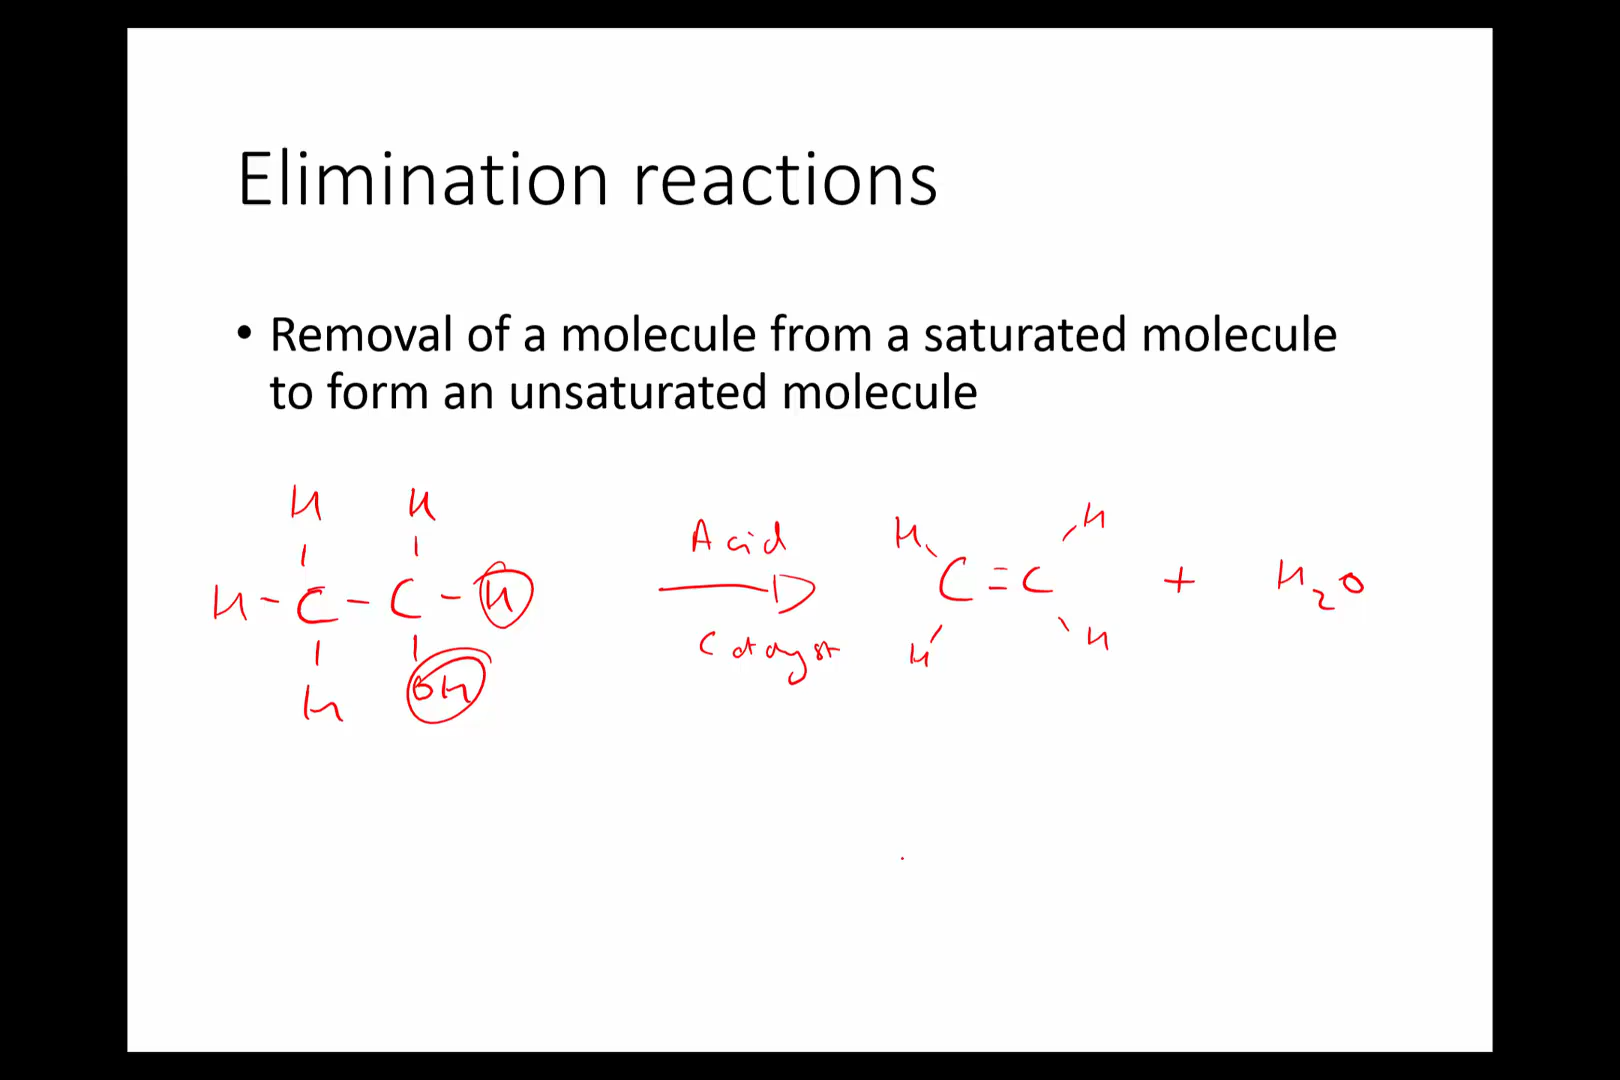 Elimination reactions
• Removal of a molecule from a saturated molecule
to form an unsaturated molecule
H H
H - C - C - H
H OH
Acid
Catalyst
H H
C = C + H2O
H H